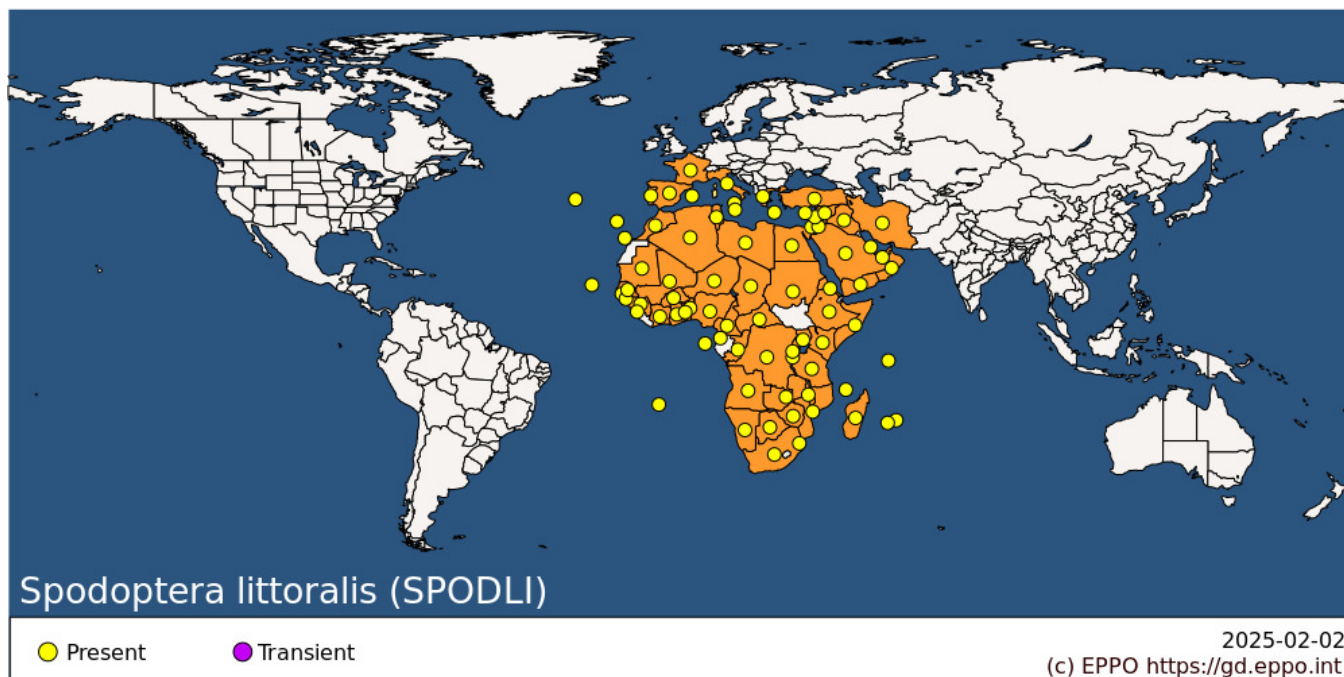 Spodoptera littoralis (SPODLI)
Present
Transient
2025-02-02
(c) EPPO https://gd.eppo.int